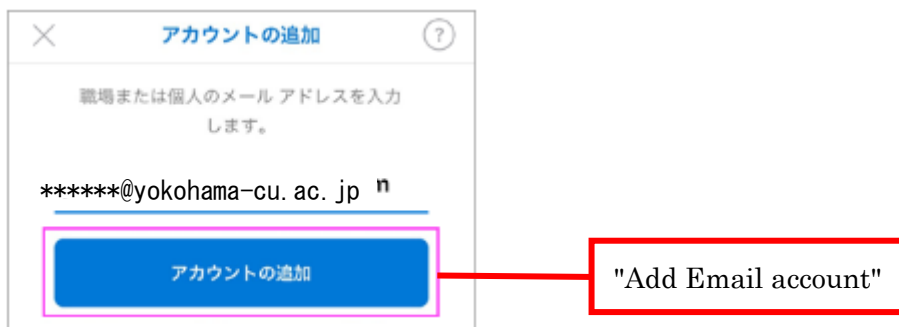 アカウントの追加 ?
職場または個人のメール アドレスを入力
します。
******@yokohama-cu.ac.jp n
アカウントの追加
"Add Email account"